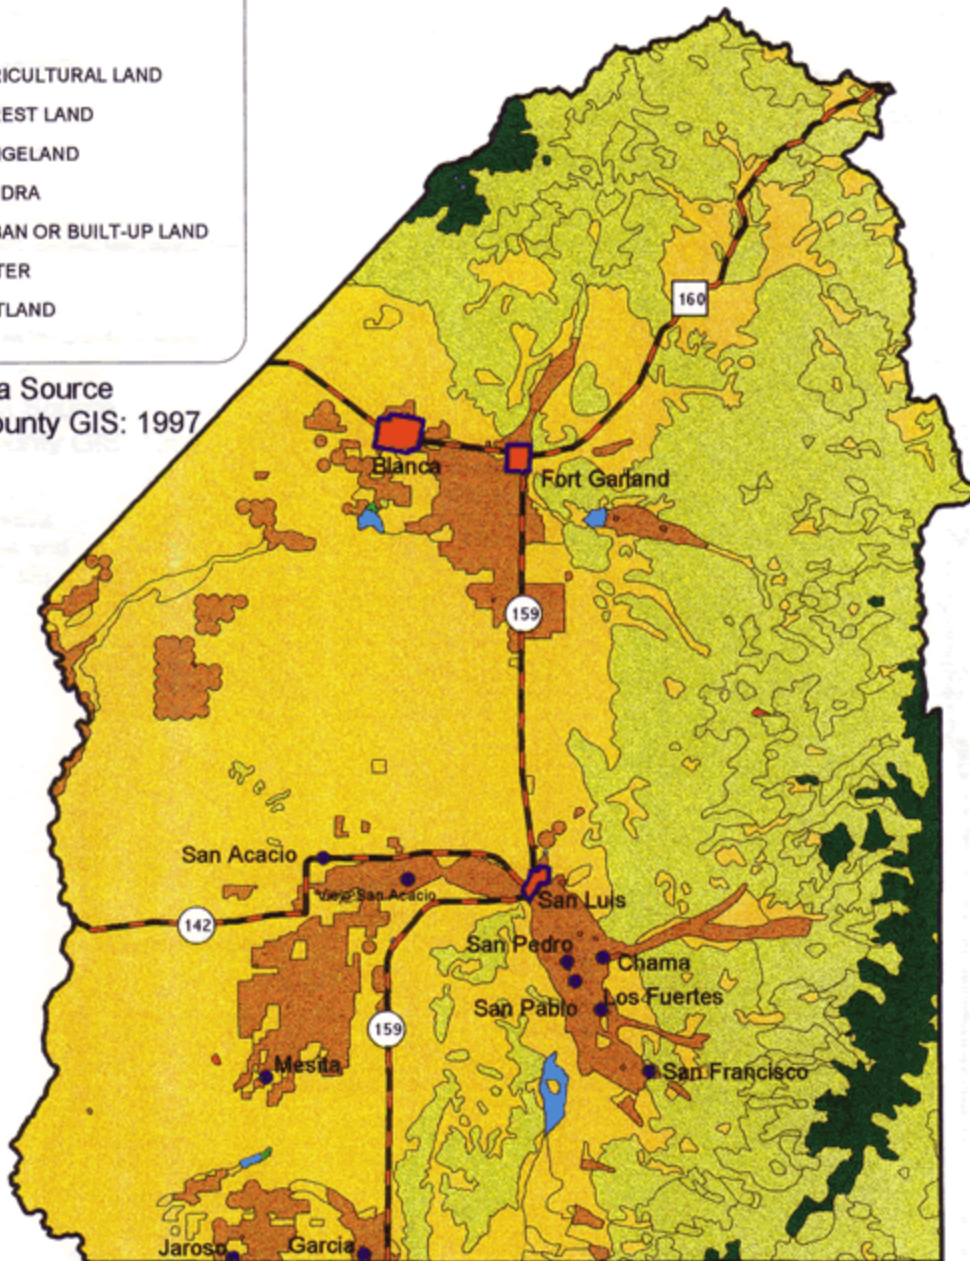 RICULTURAL LAND
EST LAND
GELAND
DRA
BAN OR BUILT-UP LAND
TER
TLAND
a Source
ounty GIS: 1997
160
Blanca
Fort Garland
159
San Acacio
Viejo San Acacio
San Luis
142
San Pedro
Chama
San Pablo
Los Fuertes
159
Mesita
San Francisco
Jaroso
Garcia